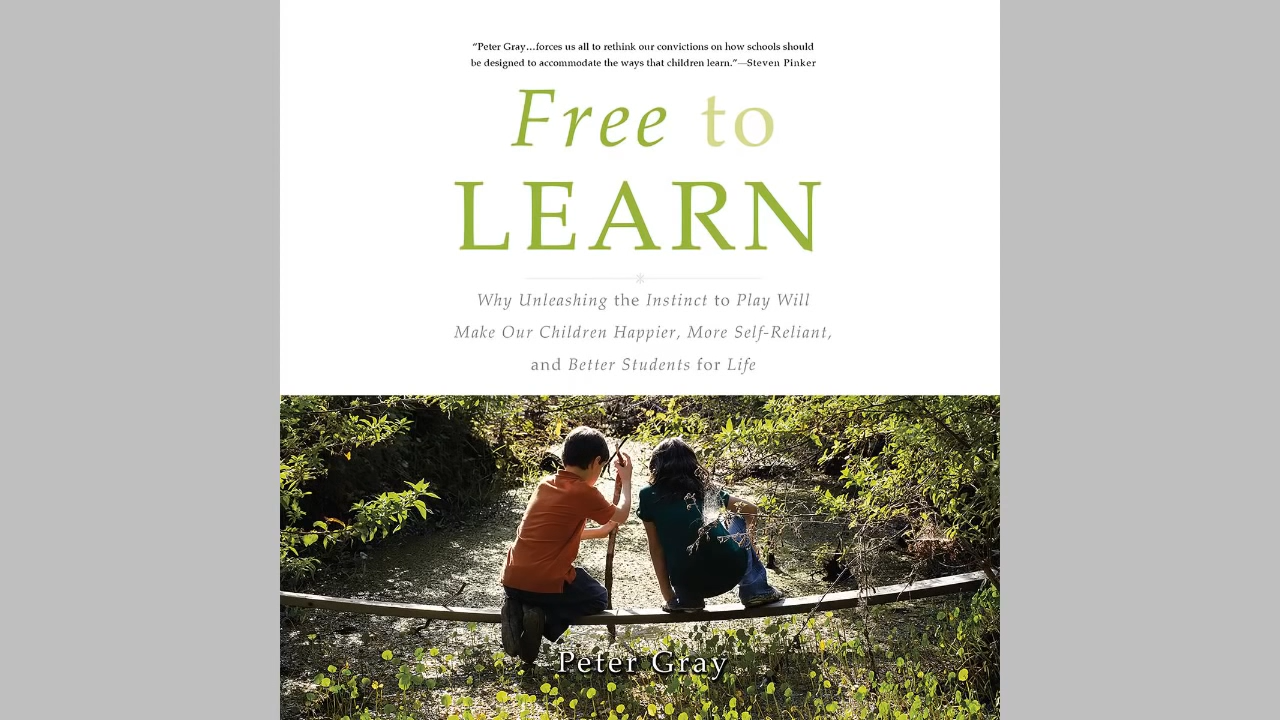 “Peter Gray…forces us all to rethink our convictions on how schools should
be designed to accommodate the ways that children learn.”—Steven Pinker
Free to
LEARN
Why Unleashing the Instinct to Play Will
Make Our Children Happier, More Self-Reliant,
and Better Students for Life
Peter Gray